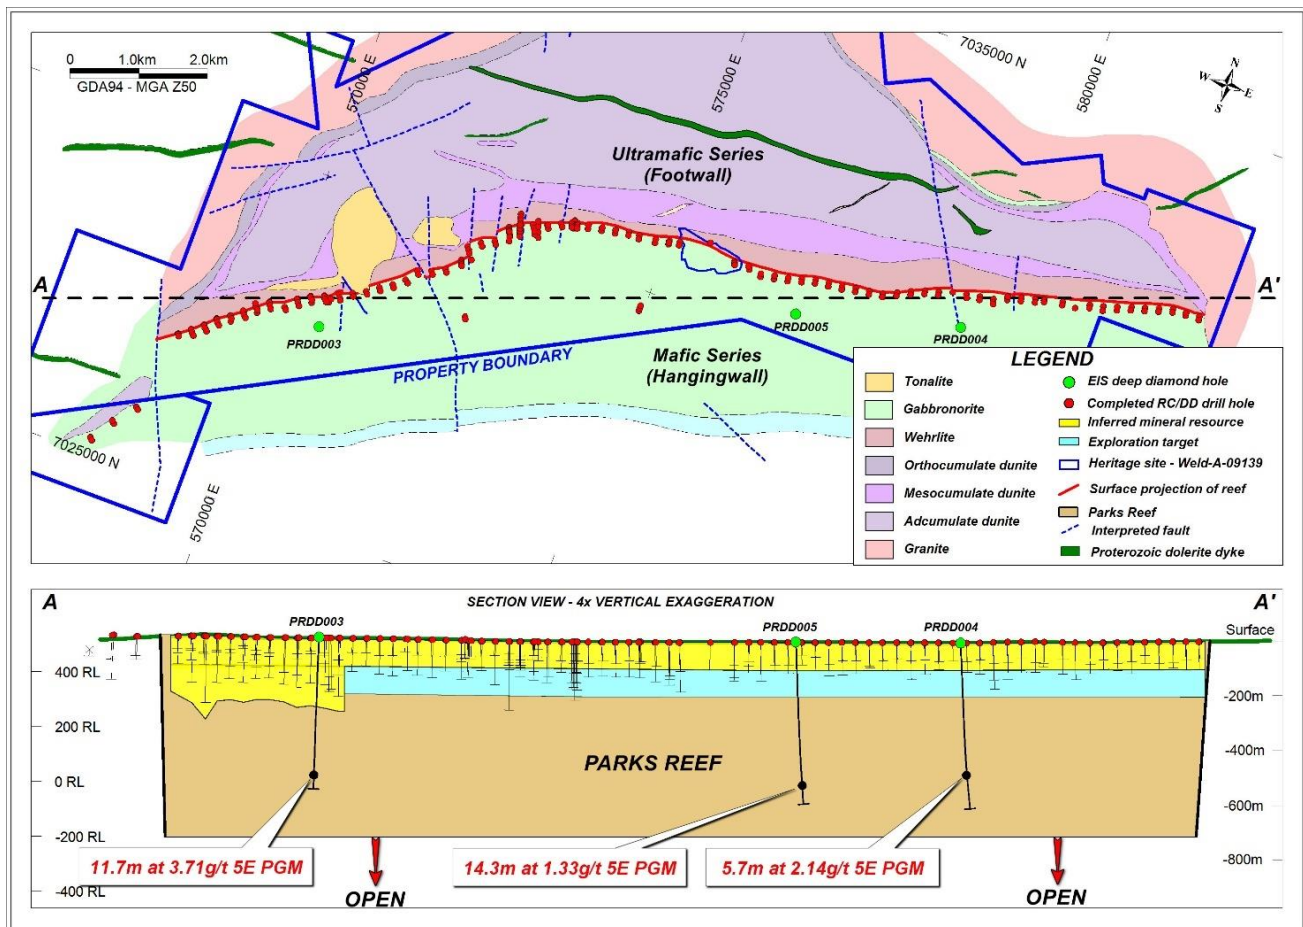 0 1.0km 2.0km
GDA94 - MGA Z50
570000 E
575000 E
7035000 N
580000 E
N
W E
S
Ultramafic Series
(Footwall)
A A'
PRDD003
PRDD005
PRDD004
PROPERTY BOUNDARY
Mafic Series
(Hangingwall)
7025000 N
570000 E
LEGEND
Tonalite
Gabbronorite
Wehrlite
Orthocumulate dunite
Mesocumulate dunite
Adcumulate dunite
Granite
EIS deep diamond hole
Completed RC/DD drill hole
Inferred mineral resource
Exploration target
Heritage site - Weld-A-09139
Surface projection of reef
Parks Reef
Interpreted fault
Proterozoic dolerite dyke
A SECTION VIEW - 4x VERTICAL EXAGGERATION A'
PRDD003 PRDD005 PRDD004
Surface
400 RL
-200m
200 RL
-400m
PARKS REEF
0 RL
-600m
-200 RL
11.7m at 3.71g/t 5E PGM
14.3m at 1.33g/t 5E PGM
5.7m at 2.14g/t 5E PGM
-800m
-400 RL
OPEN OPEN